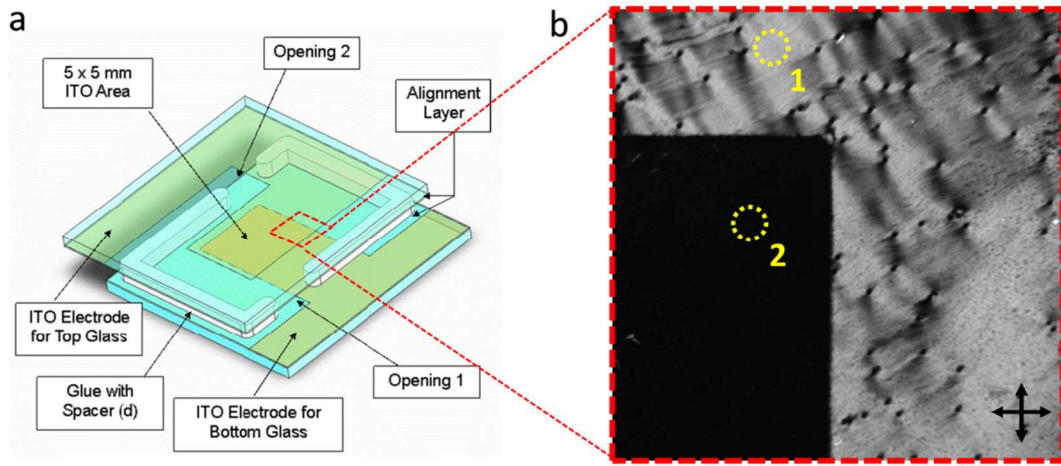 a
b
Opening 2
5 x 5 mm
ITO Area
Alignment
Layer
1
2
ITO Electrode
for Top Glass
Glue with
Spacer (d)
ITO Electrode for
Bottom Glass
Opening 1